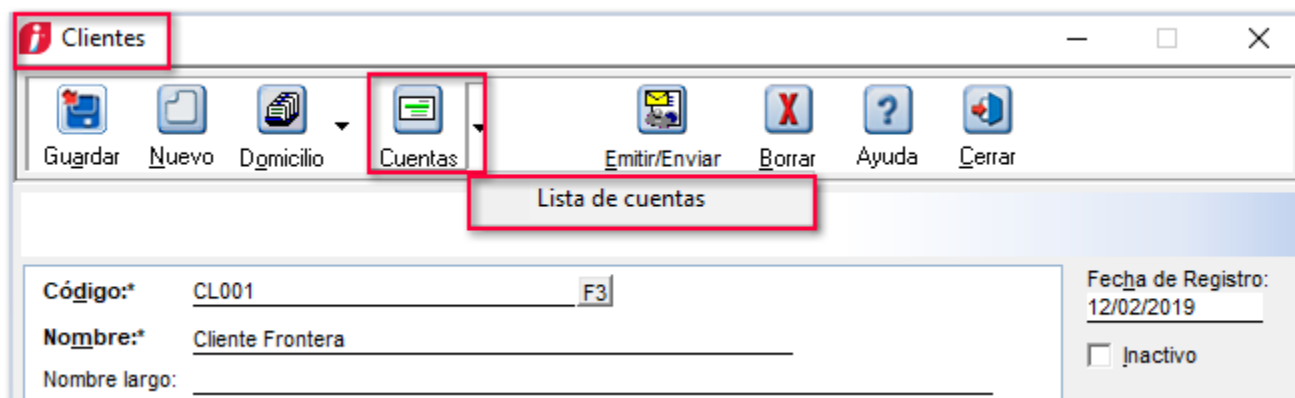 Clientes
Guardar Nuevo Domicilio Cuentas Emitir/Enviar Borrar Ayuda Cerrar
Lista de cuentas
Código:* CL001 F3
Fecha de Registro:
12/02/2019
Nombre:* Cliente Frontera
Inactivo
Nombre largo: